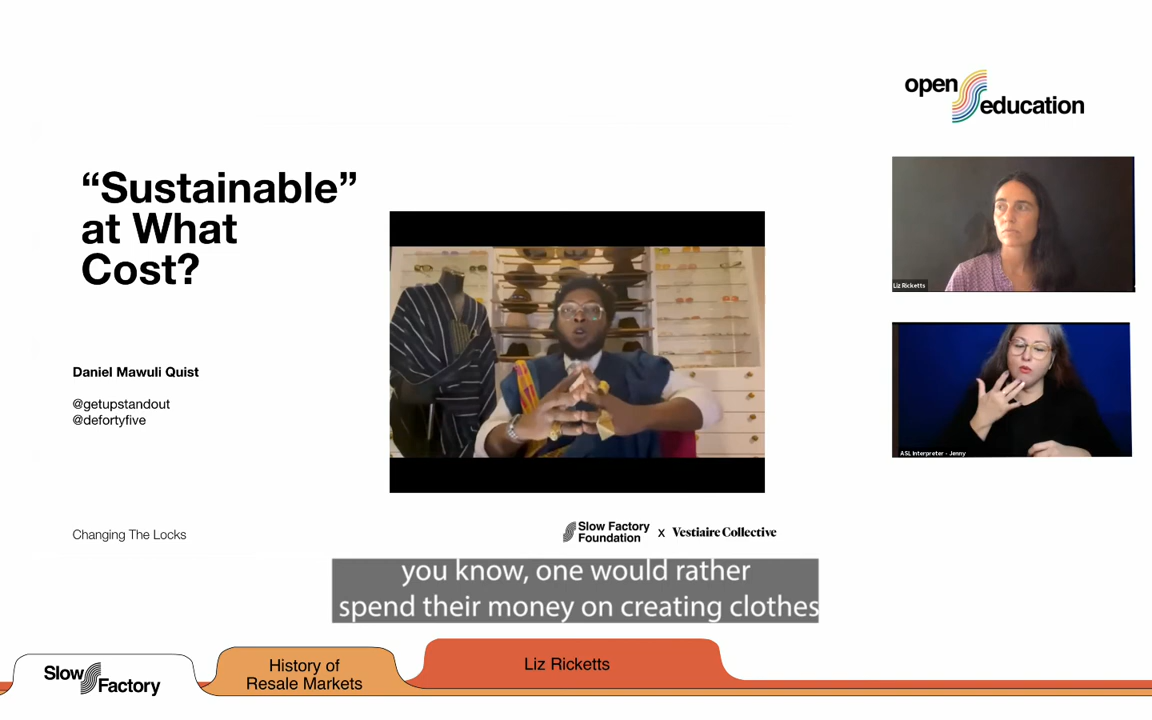 open
education
“Sustainable”
at What
Cost?
Liz Ricketts
Daniel Mawuli Quist
@getupstandout
@defortyfive
ASL Interpreter - Jenny
Changing The Locks
Slow Factory
Foundation
x
Vestiaire Collective
you know, one would rather
spend their money on creating clothes
Slow
Factory
History of
Resale Markets
Liz Ricketts